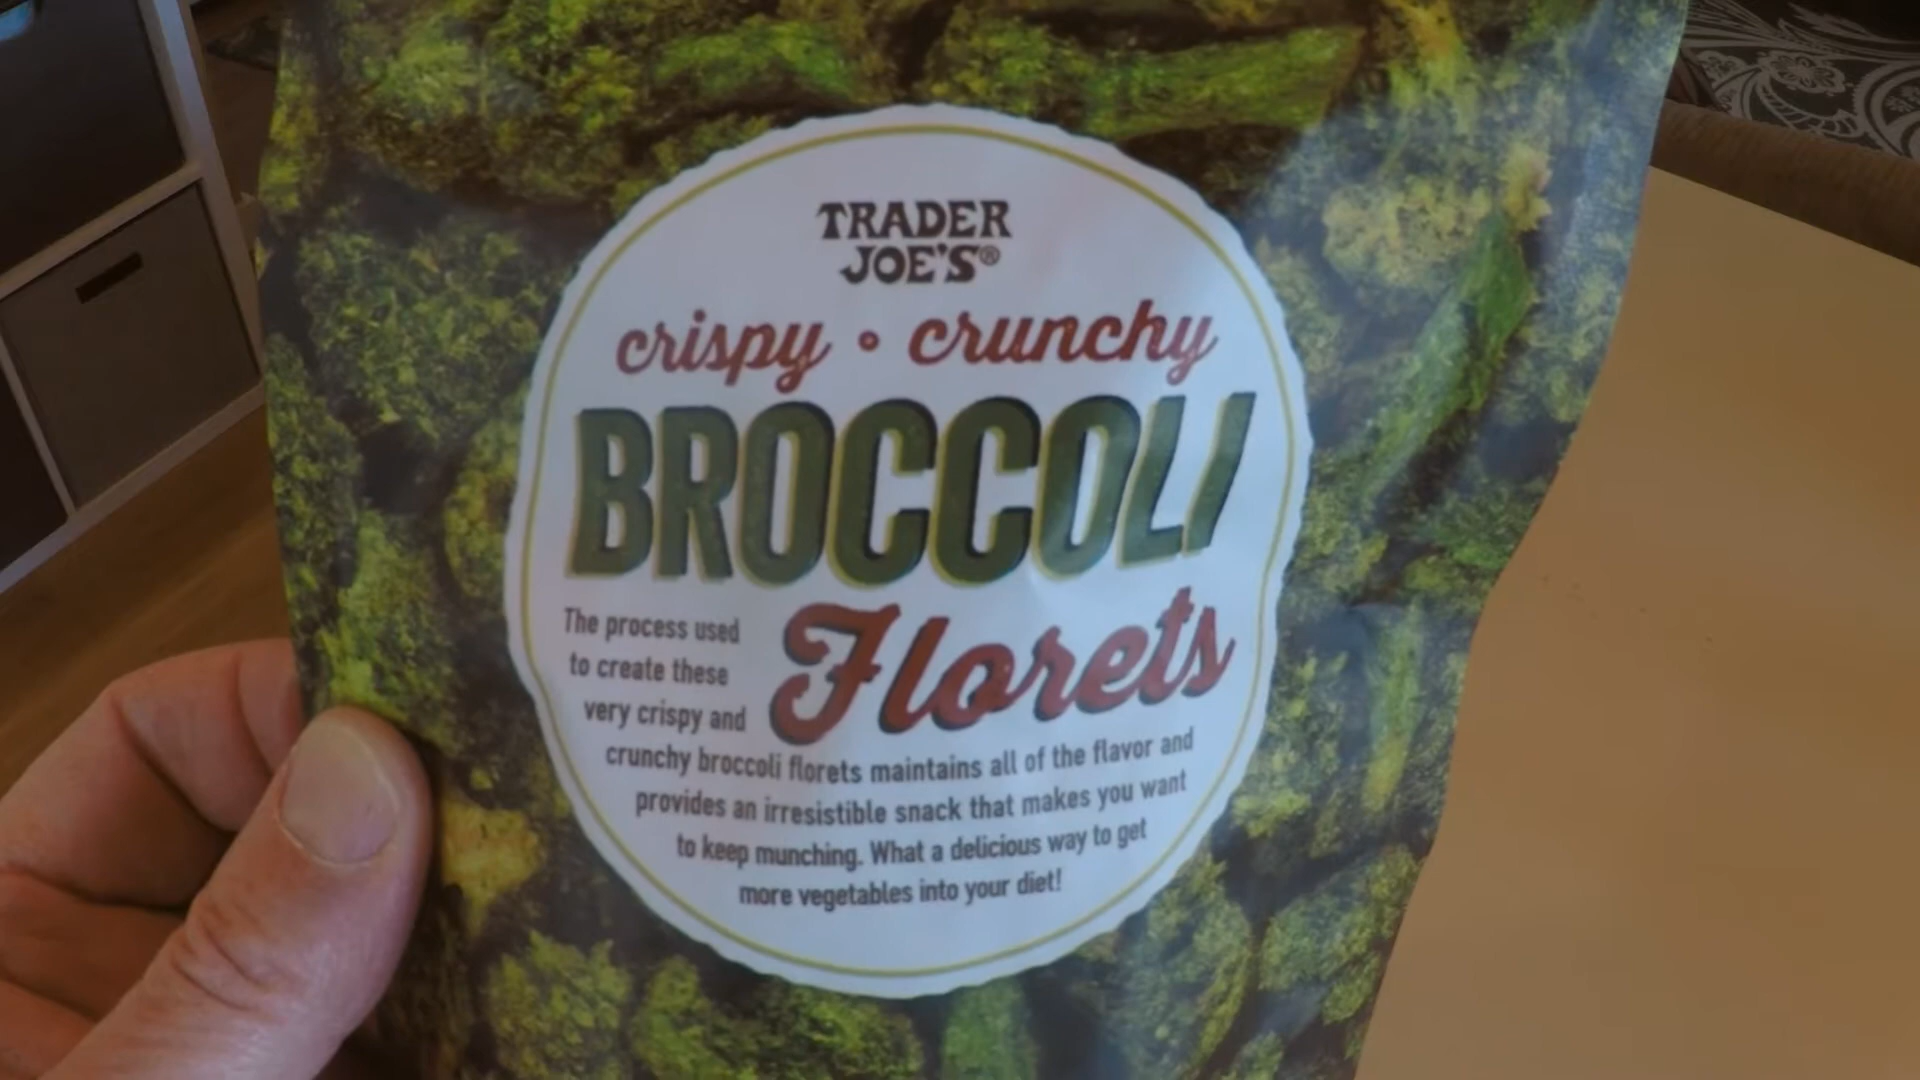 TRADER
JOE'S®
crispy • crunchy
BROCCOLI
Florets
The process used
to create these
very crispy and
crunchy broccoli florets maintains all of the flavor and
provides an irresistible snack that makes you want
to keep munching. What a delicious way to get
more vegetables into your diet!